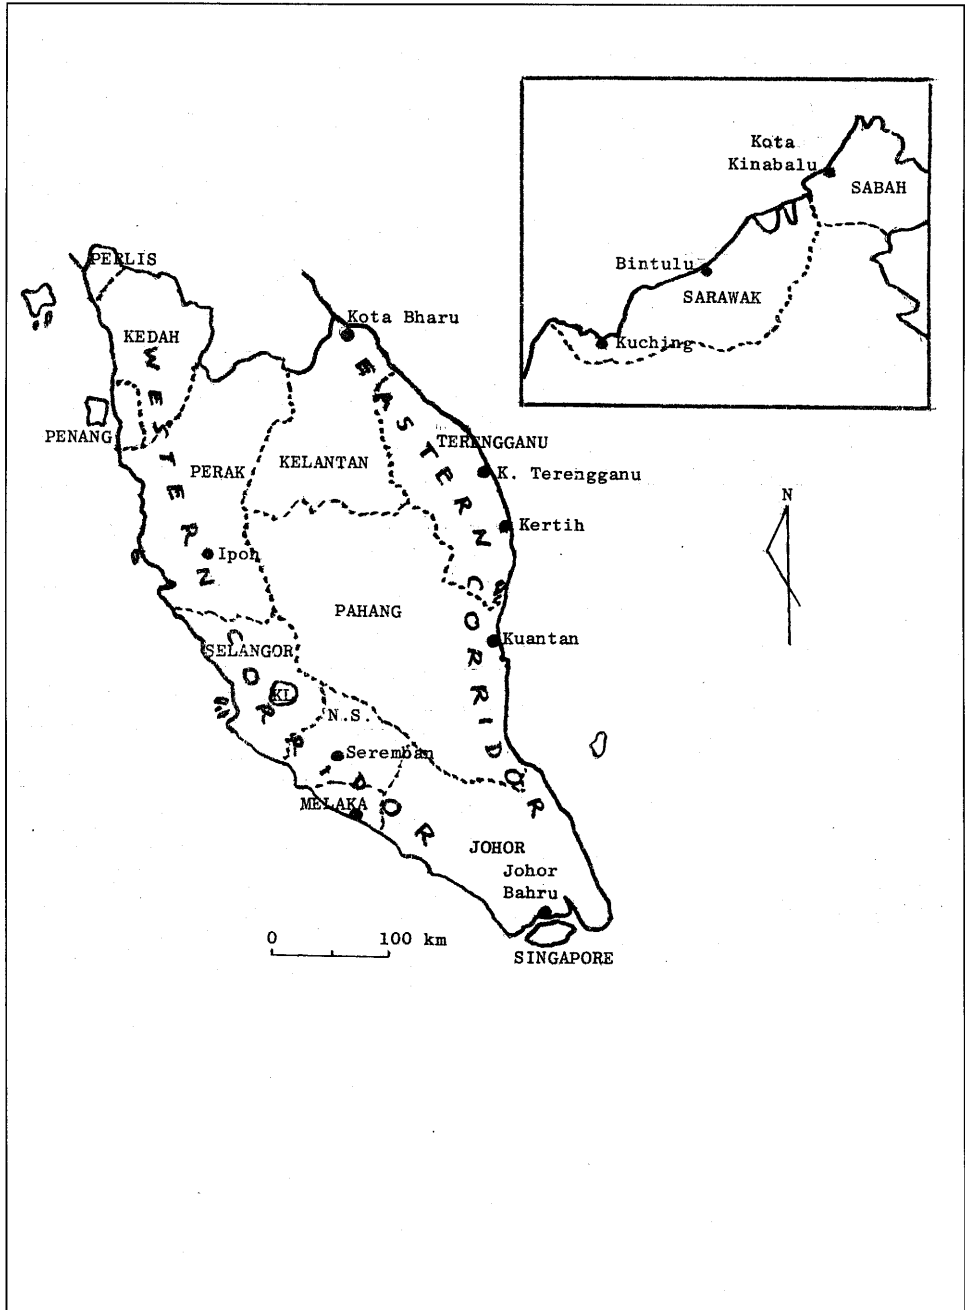 Kota
Kinabalu
SABAH
Bintulu
SARAWAK
Kuching
PERLIS
Kota Bharu
KEDAH
PENANG
TERENGGANU
KELANTAN
PERAK
K. Terengganu
N
Kertih
Ipoh
PAHANG
Kuantan
SELANGOR
KL
N.S.
Seremban
MELAKA
JOHOR
Johor
Bahru
0 100 km
SINGAPORE
WESTERN CORRIDOR
EASTERN CORRIDOR